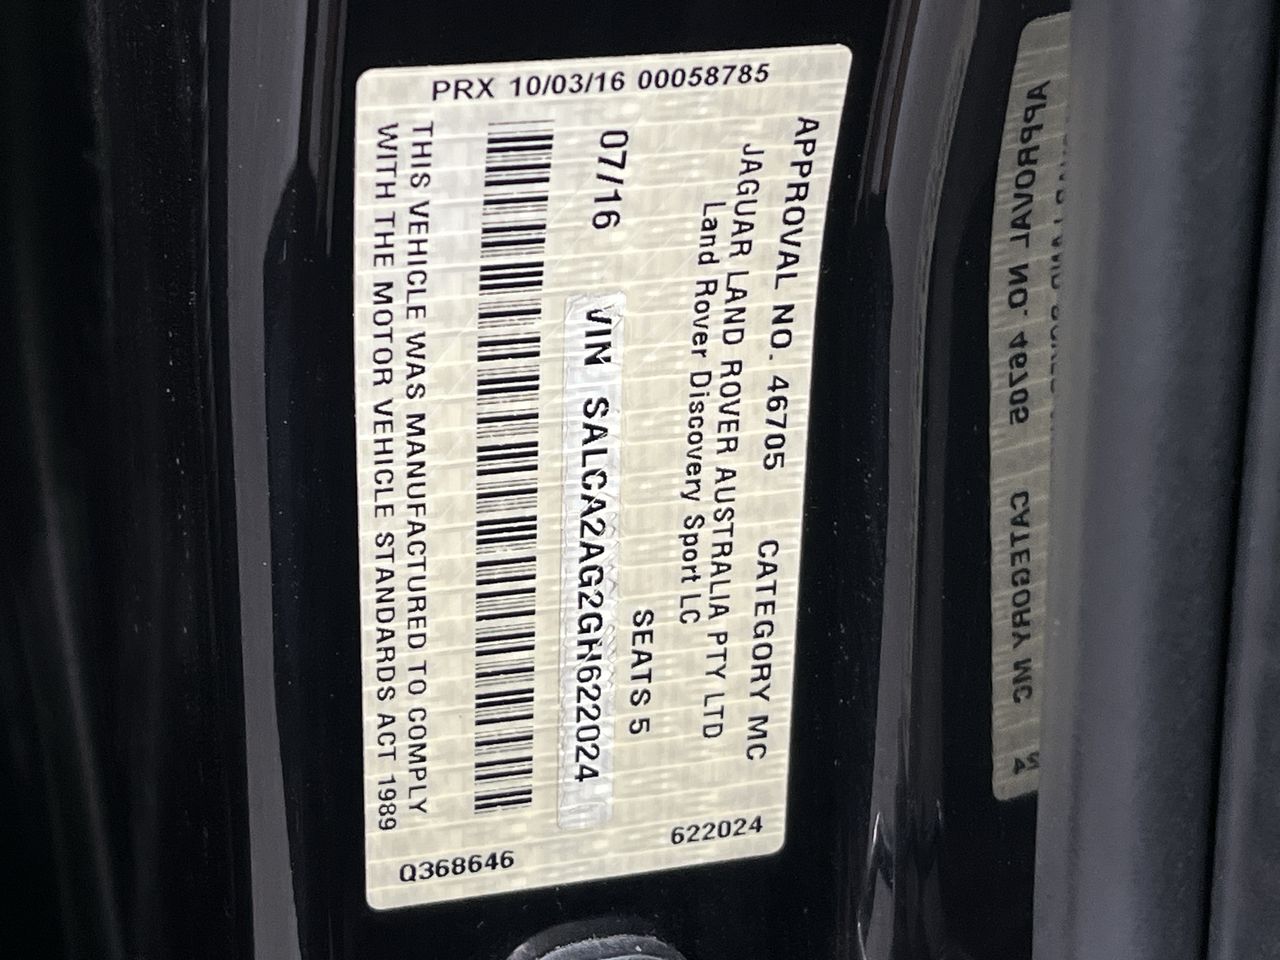 PRX 10/03/16 00058785
APPROVAL NO. 46705 CATEGORY MC
JAGUAR LAND ROVER AUSTRALIA PTY LTD
Land Rover Discovery Sport LC
SEATS 5
07/16 VIN SALCA2AG2GH622024
THIS VEHICLE WAS MANUFACTURED TO COMPLY
WITH THE MOTOR VEHICLE STANDARDS ACT 1989
Q368646
622024
APPROVAL NO. 46705 CATEGORY MC